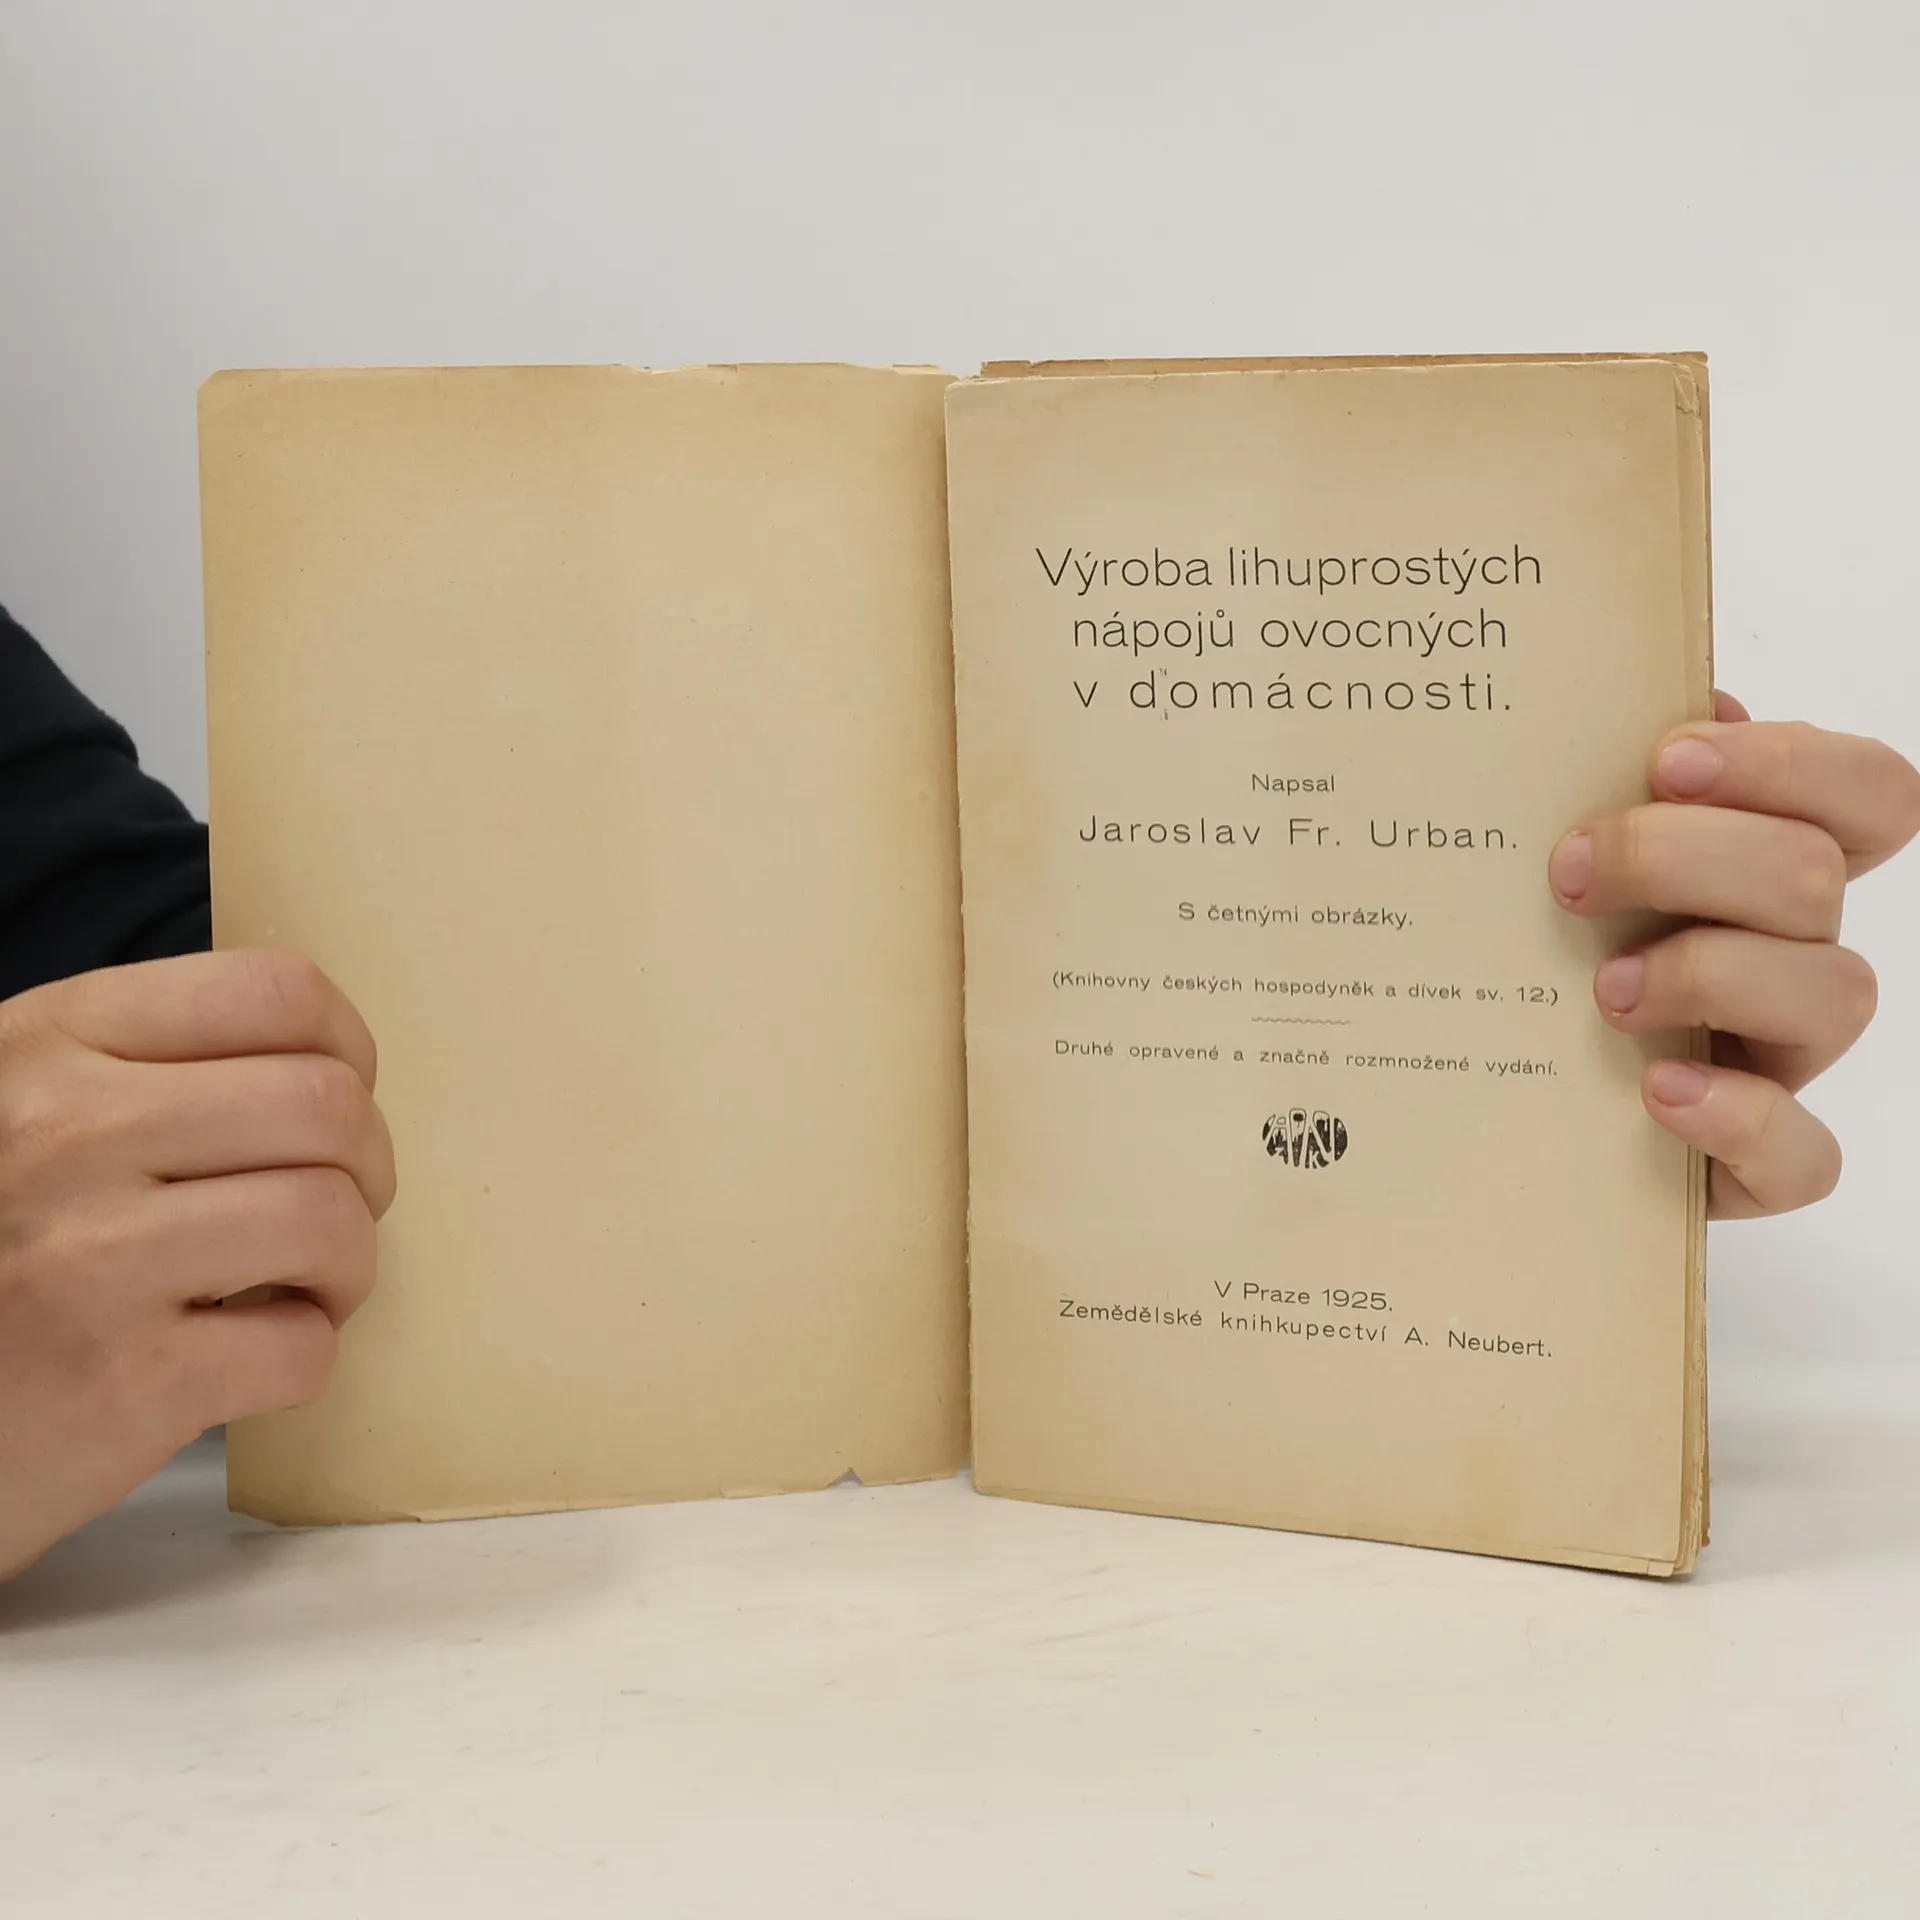 Výroba lihuprostých
nápojů ovocných
v domácnosti.
Napsal
Jaroslav Fr. Urban.
S četnými obrázky.
(Knihovny českých hospodyněk a dívek sv. 12.)
Druhé opravené a značně rozmnožené vydání.
V Praze 1925.
Zemědělské knihkupectví A. Neubert.